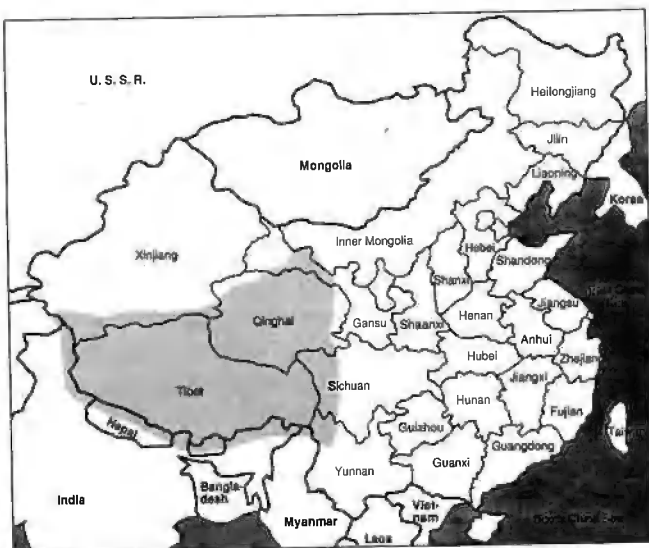 U. S. S. R.
Heilongjiang
Jilin
Mongolia
Liaoning
Korea
Inner Mongolia
Hebei
Xinjiang
Shanxi
Shandong
Qinghai
Gansu
Shaanxi
Henan
Jiangsu
Anhui
Hubei
Zhejiang
Tibet
Sichuan
Jiangxi
Hunan
Nepal
Guizhou
Fujian
Taiwan
Guangdong
Yunnan
Guanxi
India
Bangla-
desh
Myanmar
Viet-
nam
South China Sea
Laos